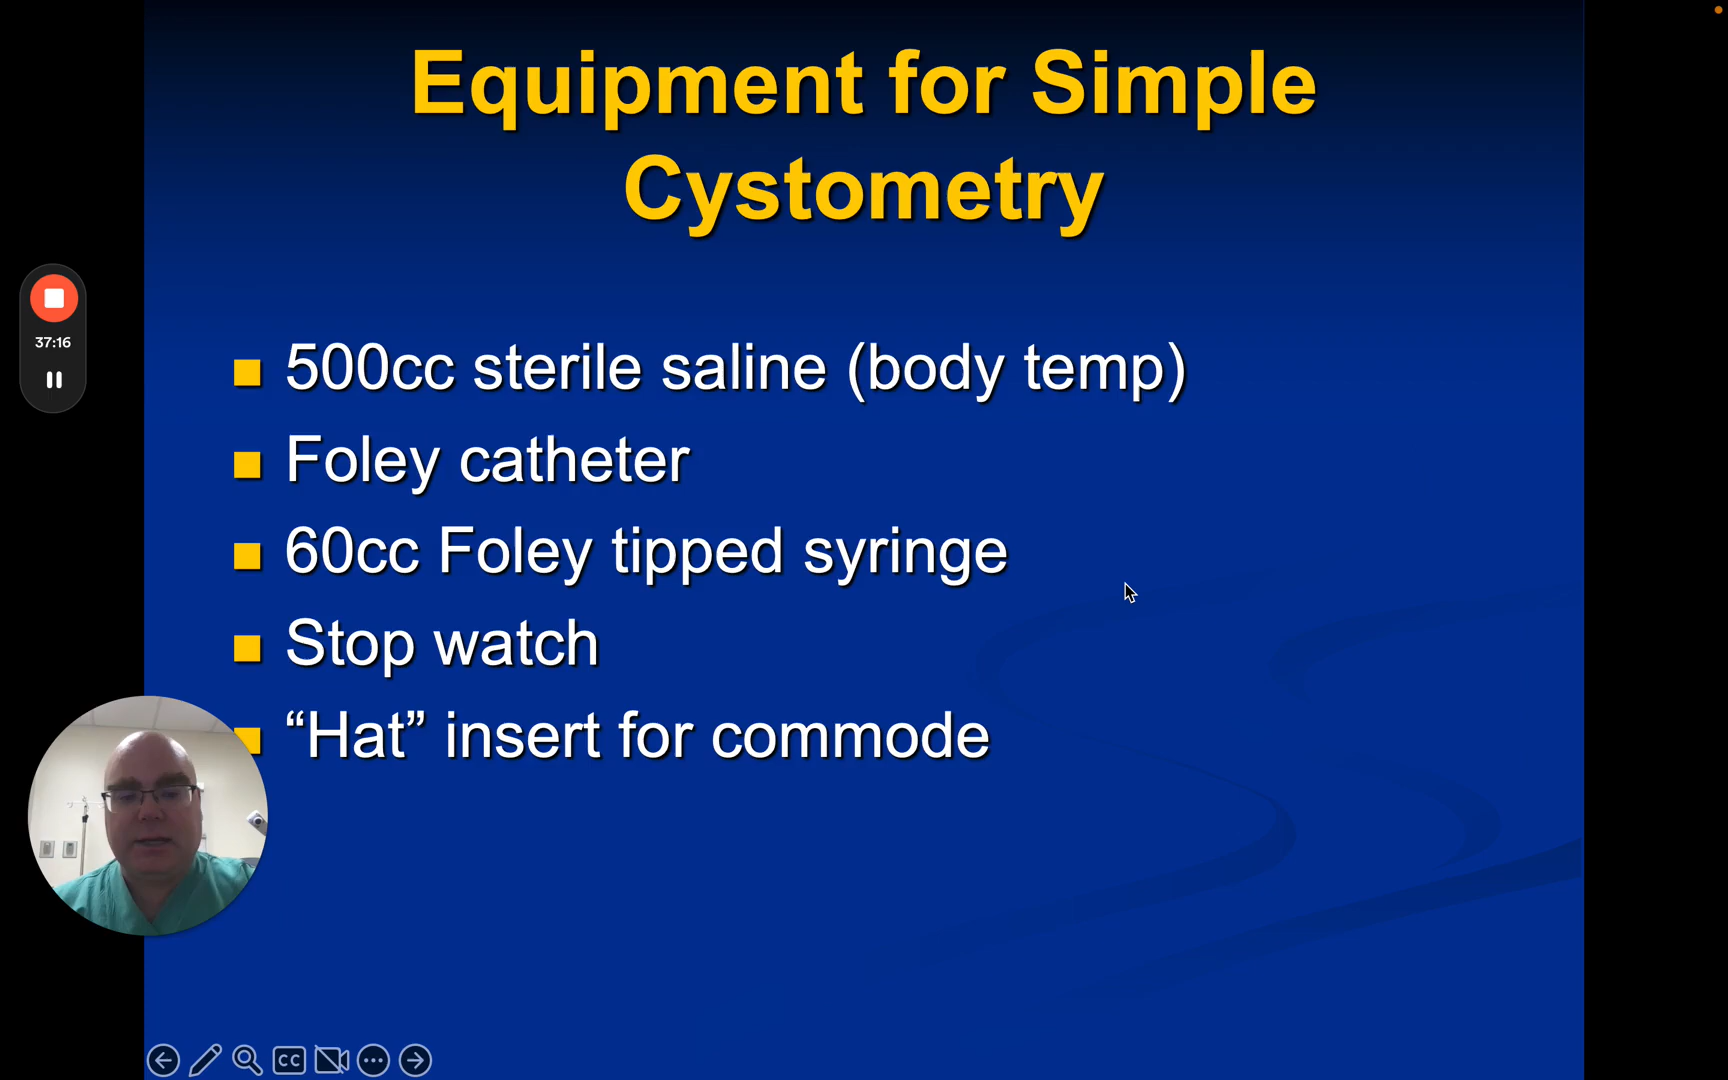 Equipment for Simple
Cystometry
37:16
500cc sterile saline (body temp)
Foley catheter
60cc Foley tipped syringe
Stop watch
“Hat” insert for commode
CC